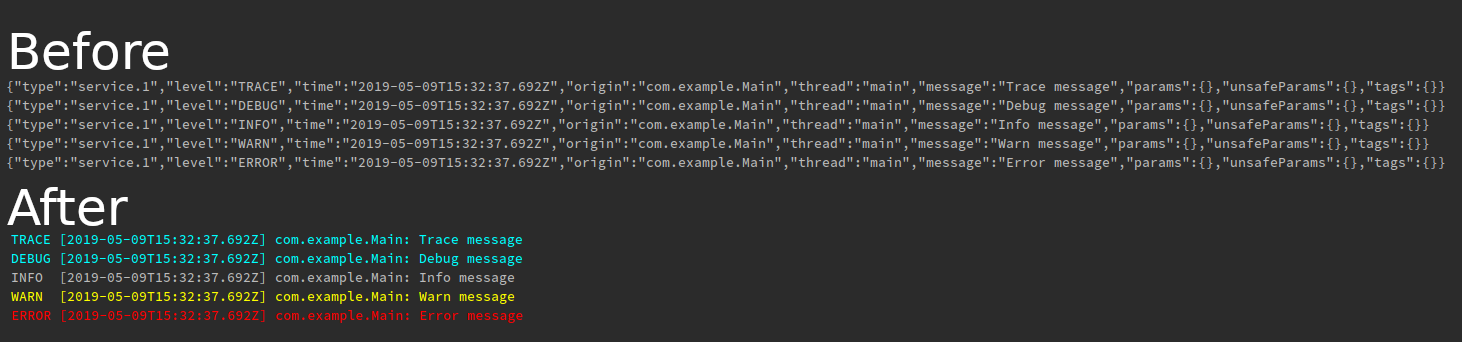 Before
{"type":"service.1","level":"TRACE","time":"2019-05-09T15:32:37.692Z","origin":"com.example.Main","thread":"main","message":"Trace message","params":{},"unsafeParams":{},"tags":{}}
{"type":"service.1","level":"DEBUG","time":"2019-05-09T15:32:37.692Z","origin":"com.example.Main","thread":"main","message":"Debug message","params":{},"unsafeParams":{},"tags":{}}
{"type":"service.1","level":"INFO","time":"2019-05-09T15:32:37.692Z","origin":"com.example.Main","thread":"main","message":"Info message","params":{},"unsafeParams":{},"tags":{}}
{"type":"service.1","level":"WARN","time":"2019-05-09T15:32:37.692Z","origin":"com.example.Main","thread":"main","message":"Warn message","params":{},"unsafeParams":{},"tags":{}}
{"type":"service.1","level":"ERROR","time":"2019-05-09T15:32:37.692Z","origin":"com.example.Main","thread":"main","message":"Error message","params":{},"unsafeParams":{},"tags":{}}
After
TRACE [2019-05-09T15:32:37.692Z] com.example.Main: Trace message
DEBUG [2019-05-09T15:32:37.692Z] com.example.Main: Debug message
INFO  [2019-05-09T15:32:37.692Z] com.example.Main: Info message
WARN  [2019-05-09T15:32:37.692Z] com.example.Main: Warn message
ERROR [2019-05-09T15:32:37.692Z] com.example.Main: Error message